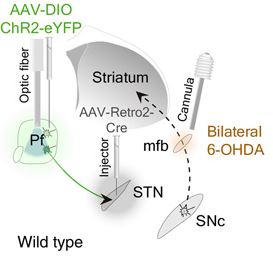 AAV-DIO
ChR2-eYFP
Optic fiber
Striatum
AAV-Retro2-
Cre
Cannula
Injector
Pf
mfb
Bilateral
6-OHDA
STN
SNc
Wild type